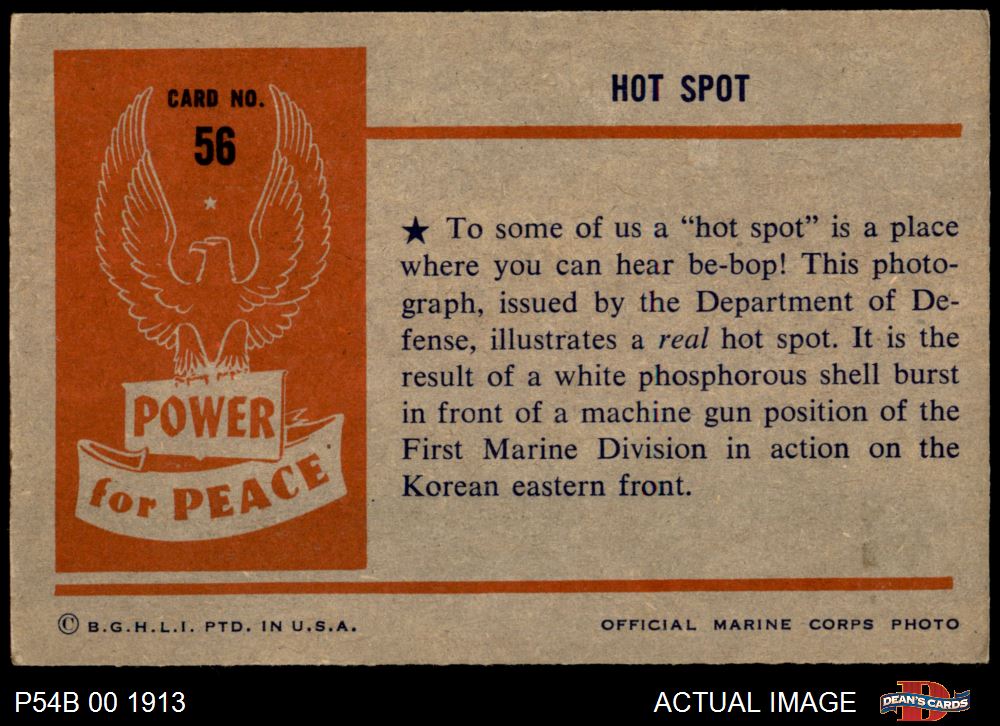 CARD NO.
56
POWER
for PEACE
HOT SPOT
★ To some of us a “hot spot” is a place
where you can hear be-bop! This photo-
graph, issued by the Department of De-
fense, illustrates a real hot spot. It is the
result of a white phosphorous shell burst
in front of a machine gun position of the
First Marine Division in action on the
Korean eastern front.
© B.G.H.L.I. PTD. IN U.S.A.
OFFICIAL MARINE CORPS PHOTO
P54B 00 1913
ACTUAL IMAGE
D
DEAN'S CARDS